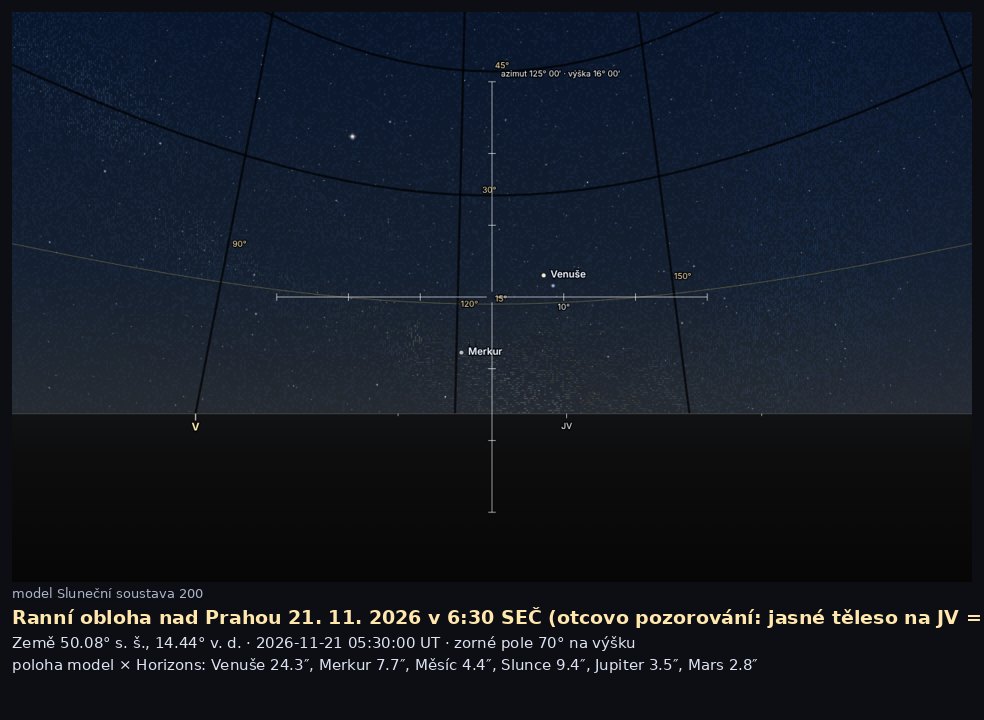 45°
azimut 125° 00′ · výška 16° 00′
30°
90°
Venuše
150°
120°
15°
10°
Merkur
V
JV
model Sluneční soustava 200
Ranní obloha nad Prahou 21. 11. 2026 v 6:30 SEČ (otcovo pozorování: jasné těleso na JV =
Země 50.08° s. š., 14.44° v. d. · 2026-11-21 05:30:00 UT · zorné pole 70° na výšku
poloha model × Horizons: Venuše 24.3″, Merkur 7.7″, Měsíc 4.4″, Slunce 9.4″, Jupiter 3.5″, Mars 2.8″